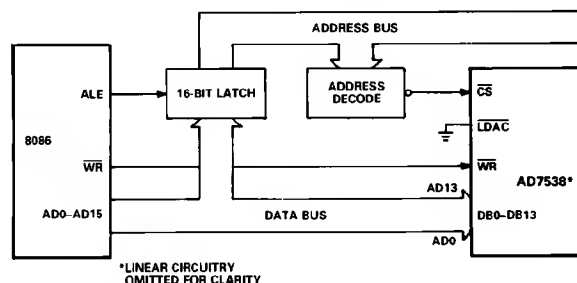 ADDRESS BUS
ALE
16-BIT LATCH
ADDRESS
DECODE
CS
LDAC
8086
WR
WR
AD7538*
AD13
AD0–AD15
DATA BUS
DB0–DB13
AD0
*LINEAR CIRCUITRY
OMITTED FOR CLARITY